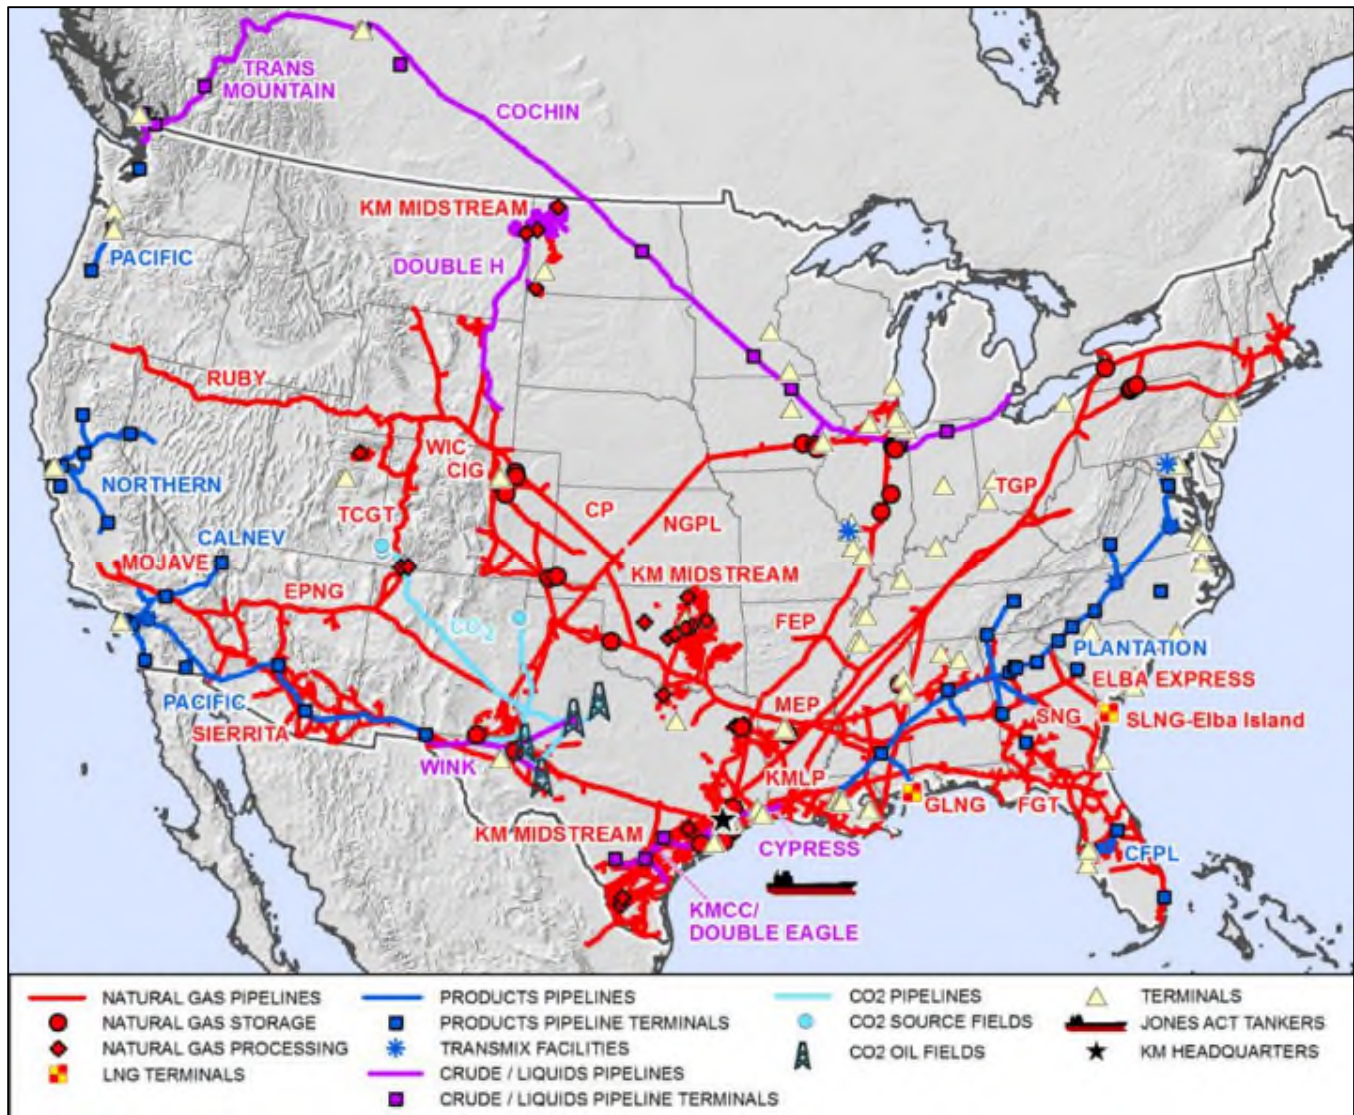 TRANS
MOUNTAIN
COCHIN
KM MIDSTREAM
PACIFIC
DOUBLE H
RUBY
WIC
CIG
CP
NGPL
TGP
NORTHERN
TCGT
CALNEV
MOJAVE
EPNG
KM MIDSTREAM
CO2
FEP
PLANTATION
ELBA EXPRESS
PACIFIC
SIERRITA
MEP
SNG
SLNG-Elba Island
WINK
KMLP
GLNG
FGT
KM MIDSTREAM
CYPRESS
CFPL
KMCC/
DOUBLE EAGLE
NATURAL GAS PIPELINES
NATURAL GAS STORAGE
NATURAL GAS PROCESSING
LNG TERMINALS
PRODUCTS PIPELINES
PRODUCTS PIPELINE TERMINALS
TRANSMIX FACILITIES
CRUDE / LIQUIDS PIPELINES
CRUDE / LIQUIDS PIPELINE TERMINALS
CO2 PIPELINES
CO2 SOURCE FIELDS
CO2 OIL FIELDS
TERMINALS
JONES ACT TANKERS
KM HEADQUARTERS